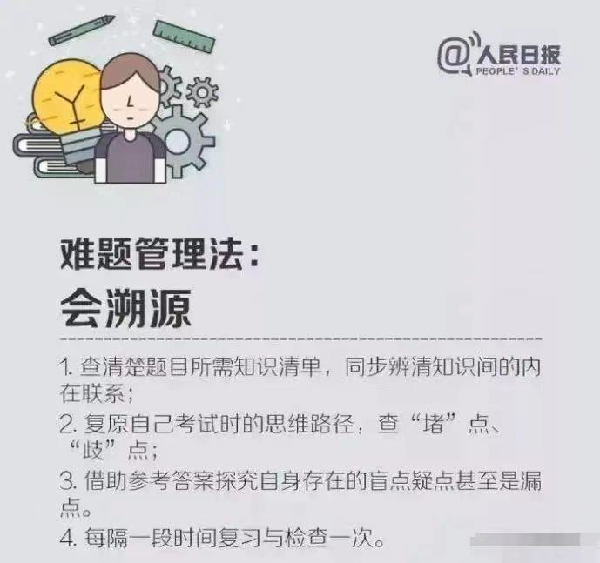 @人民日报
PEOPLE'S DAILY
难题管理法：
会溯源
1. 查清楚题目所需知识清单，同步辨清知识间的内
在联系；
2. 复原自己考试时的思维路径，查“堵”点、
“歧”点；
3. 借助参考答案探究自身存在的盲点疑点甚至是漏
点。
4. 每隔一段时间复习与检查一次。